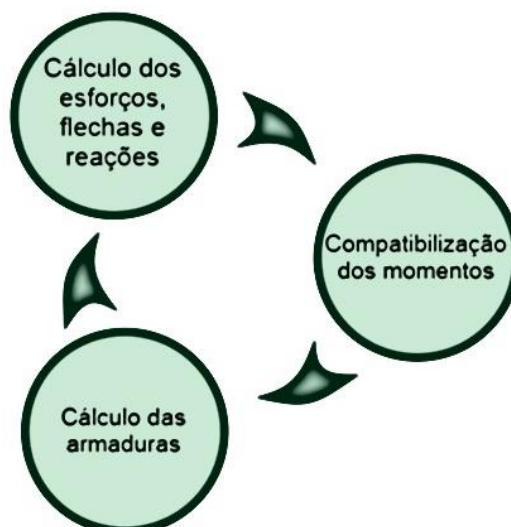 Cálculo dos
esforços,
flechas e
reações
Compatibilização
dos momentos
Cálculo das
armaduras